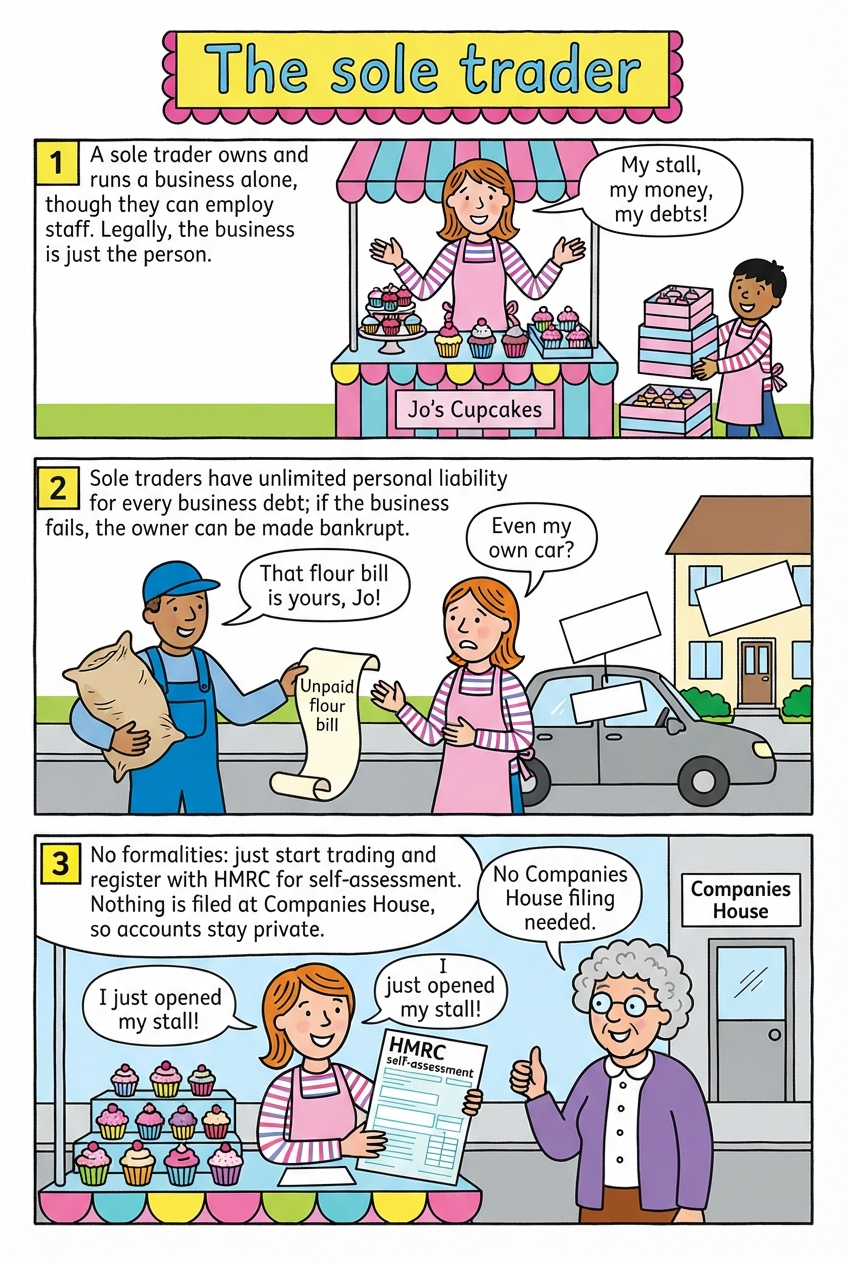 The sole trader
1
A sole trader owns and
runs a business alone,
though they can employ
staff. Legally, the business
is just the person.
My stall,
my money,
my debts!
Jo's Cupcakes
2
Sole traders have unlimited personal liability
for every business debt; if the business
fails, the owner can be made bankrupt.
That flour bill
is yours, Jo!
Even my
own car?
Unpaid
flour
bill
3
No formalities: just start trading and
register with HMRC for self-assessment.
Nothing is filed at Companies House,
so accounts stay private.
No Companies
House filing
needed.
Companies
House
I just opened
my stall!
I
just opened
my stall!
HMRC
self-assessment